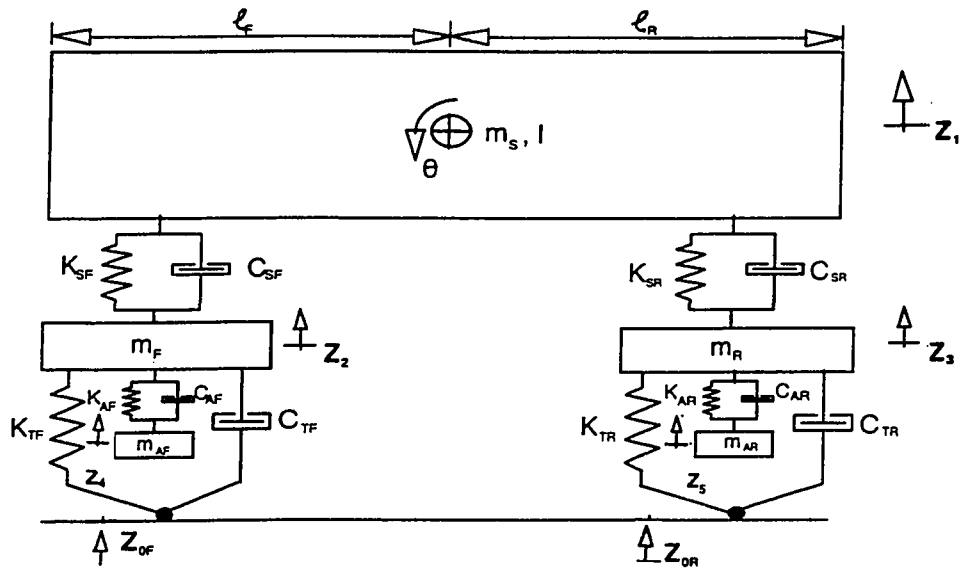 ℓF ℓR
mS, I
θ
Z1
KSF CSF
KSR CSR
mF
Z2
mR
Z3
KAF CAF
KTF
CTF
mAF
Z4
KAR CAR
KTR
CTR
mAR
Z5
Z0F
Z0R